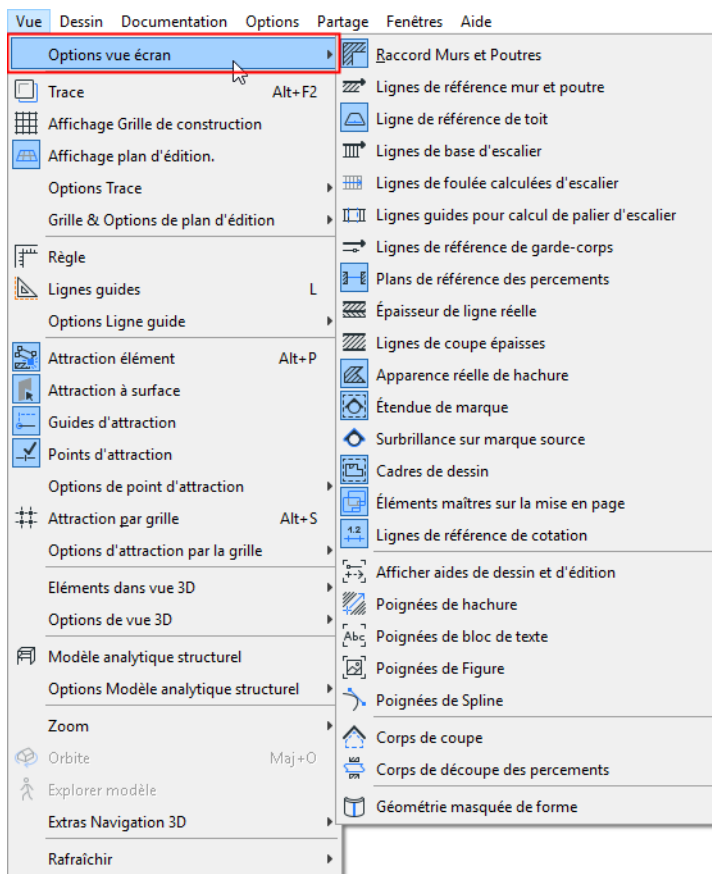 Vue Dessin Documentation Options Partage Fenêtres Aide
Options vue écran
Trace Alt+F2
Affichage Grille de construction
Affichage plan d'édition.
Options Trace
Grille & Options de plan d'édition
Règle
Lignes guides L
Options Ligne guide
Attraction élément Alt+P
Attraction à surface
Guides d'attraction
Points d'attraction
Options de point d'attraction
Attraction par grille Alt+S
Options d'attraction par la grille
Eléments dans vue 3D
Options de vue 3D
Modèle analytique structurel
Options Modèle analytique structurel
Zoom
Orbite Maj+O
Explorer modèle
Extras Navigation 3D
Rafraîchir
Raccord Murs et Poutres
Lignes de référence mur et poutre
Ligne de référence de toit
Lignes de base d'escalier
Lignes de foulée calculées d'escalier
Lignes guides pour calcul de palier d'escalier
Lignes de référence de garde-corps
Plans de référence des percements
Épaisseur de ligne réelle
Lignes de coupe épaisses
Apparence réelle de hachure
Étendue de marque
Surbrillance sur marque source
Cadres de dessin
Éléments maîtres sur la mise en page
1.2 Lignes de référence de cotation
Afficher aides de dessin et d'édition
Poignées de hachure
Abc Poignées de bloc de texte
Poignées de Figure
Poignées de Spline
Corps de coupe
Corps de découpe des percements
Géométrie masquée de forme